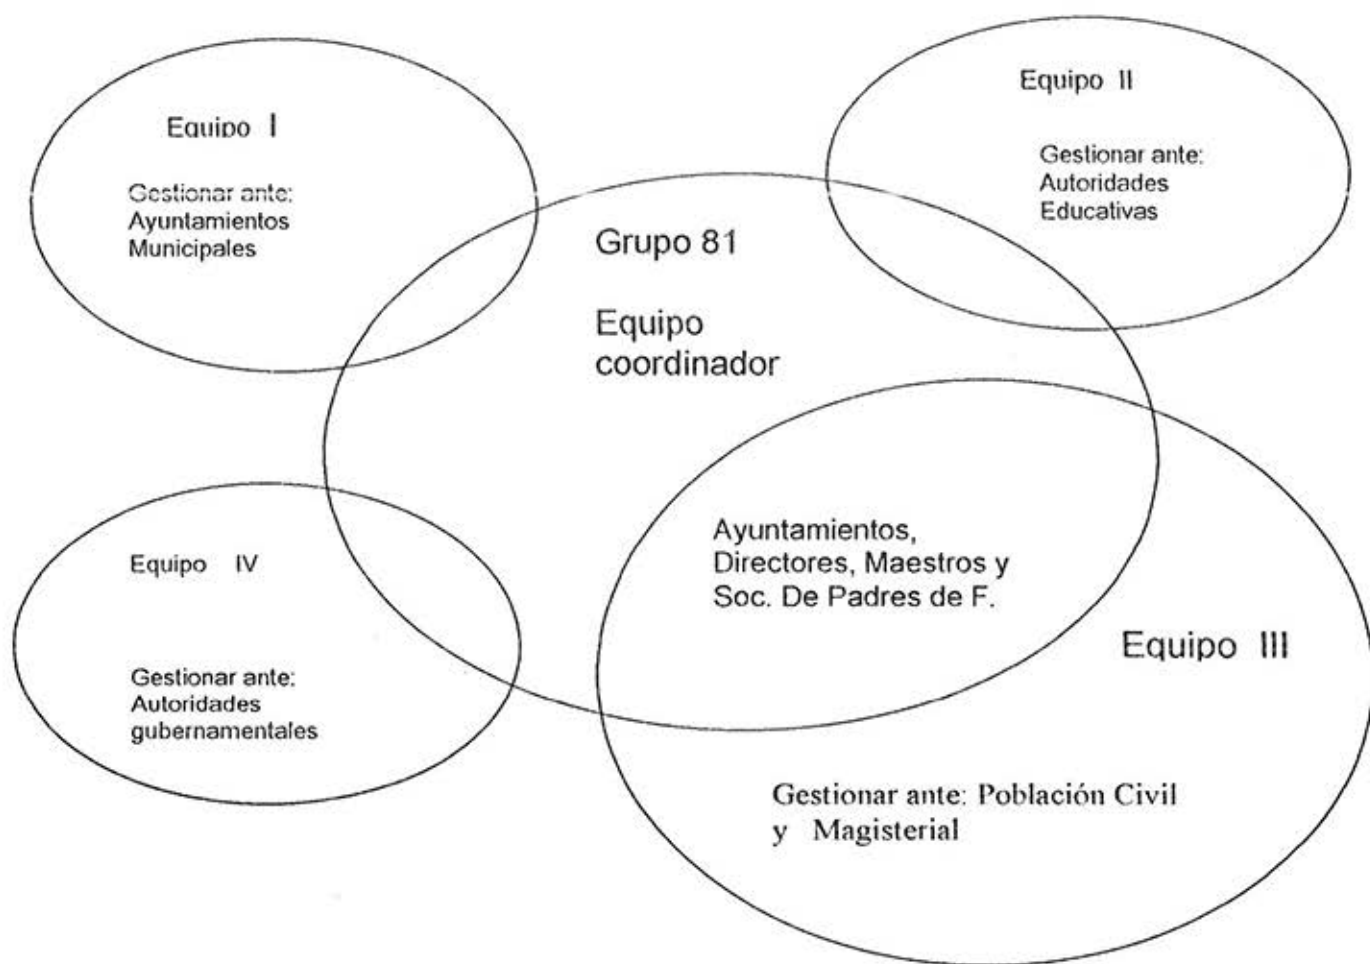 Equipo I
Gestionar ante:
Ayuntamientos
Municipales
Equipo II
Gestionar ante:
Autoridades
Educativas
Grupo 81
Equipo
coordinador
Ayuntamientos,
Directores, Maestros y
Soc. De Padres de F.
Equipo IV
Gestionar ante:
Autoridades
gubernamentales
Equipo III
Gestionar ante: Población Civil
y Magisterial